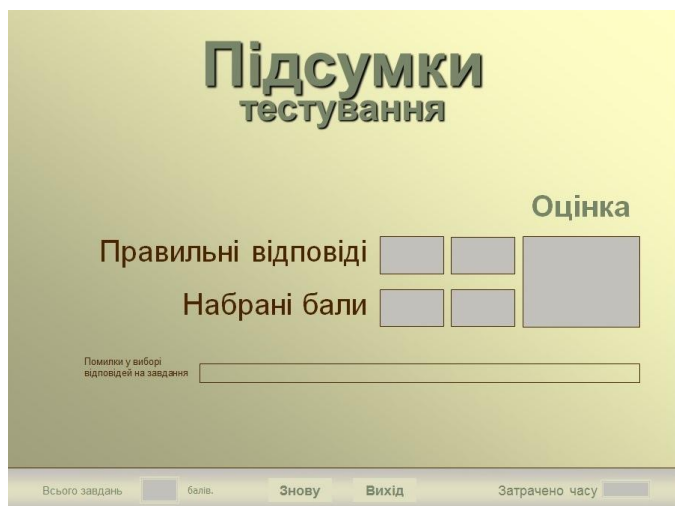 Підсумки
тестування
Оцінка
Правильні відповіді
Набрані бали
Помилки у виборі
відповідей на завдання
Всього завдань балів. Знову Вихід Затрачено часу